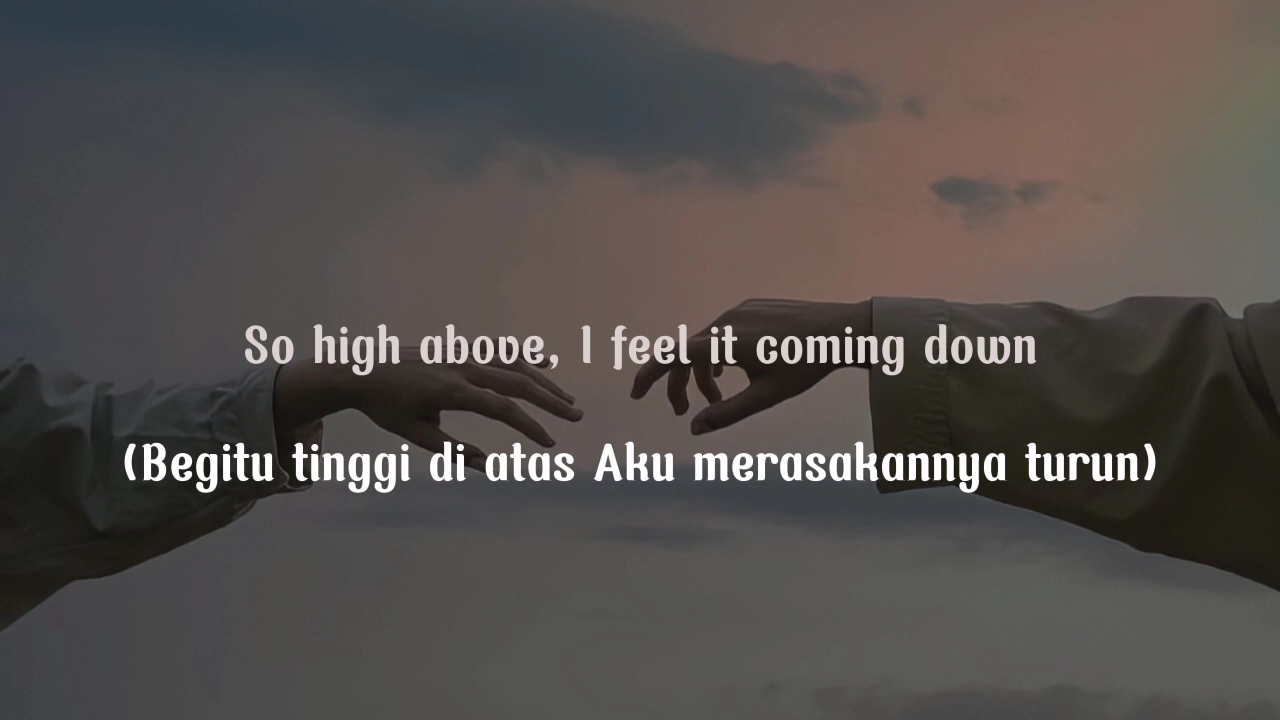 So high above, I feel it coming down
(Begitu tinggi di atas Aku merasakannya turun)